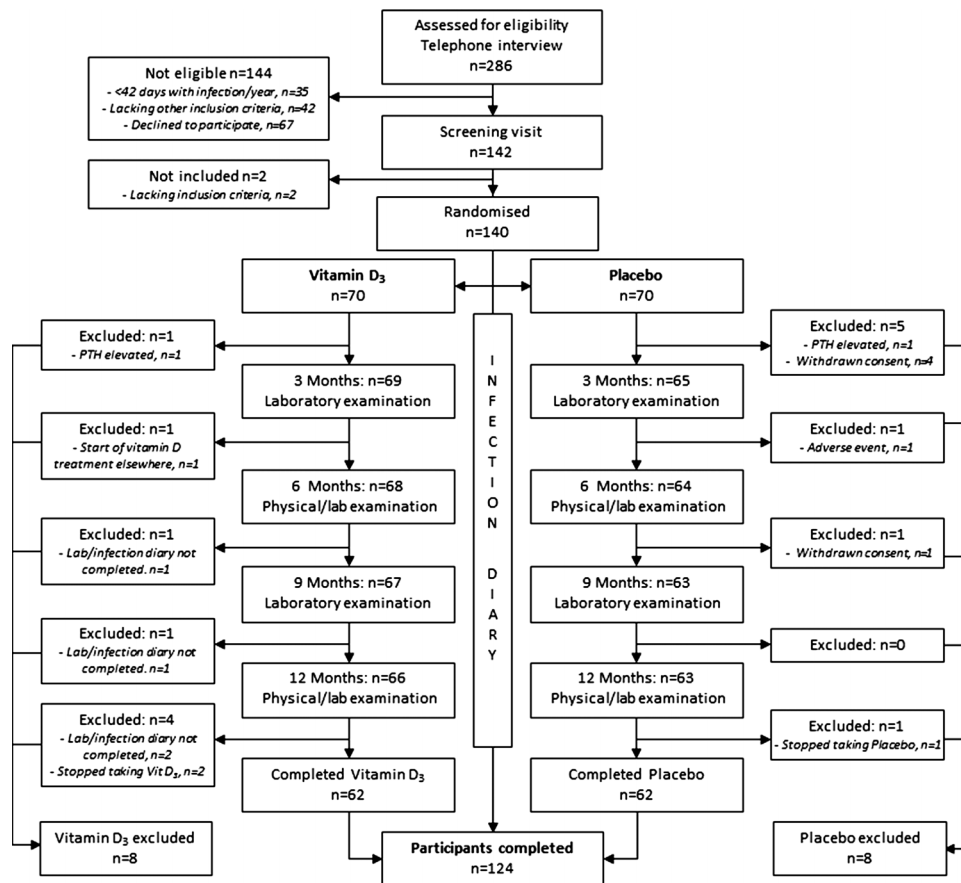 Assessed for eligibility
Telephone interview
n=286
Not eligible n=144
- <42 days with infection/year, n=35
- Lacking other inclusion criteria, n=42
- Declined to participate, n=67
Screening visit
n=142
Not included n=2
- Lacking inclusion criteria, n=2
Randomised
n=140
Vitamin D₃
n=70
Placebo
n=70
INFECTION DIARY
Excluded: n=1
- PTH elevated, n=1
Excluded: n=5
- PTH elevated, n=1
- Withdrawn consent, n=4
3 Months: n=69
Laboratory examination
3 Months: n=65
Laboratory examination
Excluded: n=1
- Start of vitamin D
treatment elsewhere, n=1
Excluded: n=1
- Adverse event, n=1
6 Months: n=68
Physical/lab examination
6 Months: n=64
Physical/lab examination
Excluded: n=1
- Lab/infection diary not
completed. n=1
Excluded: n=1
- Withdrawn consent, n=1
9 Months: n=67
Laboratory examination
9 Months: n=63
Laboratory examination
Excluded: n=1
- Lab/infection diary not
completed. n=1
Excluded: n=0
12 Months: n=66
Physical/lab examination
12 Months: n=63
Physical/lab examination
Excluded: n=4
- Lab/infection diary not
completed, n=2
- Stopped taking Vit D₃, n=2
Excluded: n=1
- Stopped taking Placebo, n=1
Completed Vitamin D₃
n=62
Completed Placebo
n=62
Vitamin D₃ excluded
n=8
Participants completed
n=124
Placebo excluded
n=8